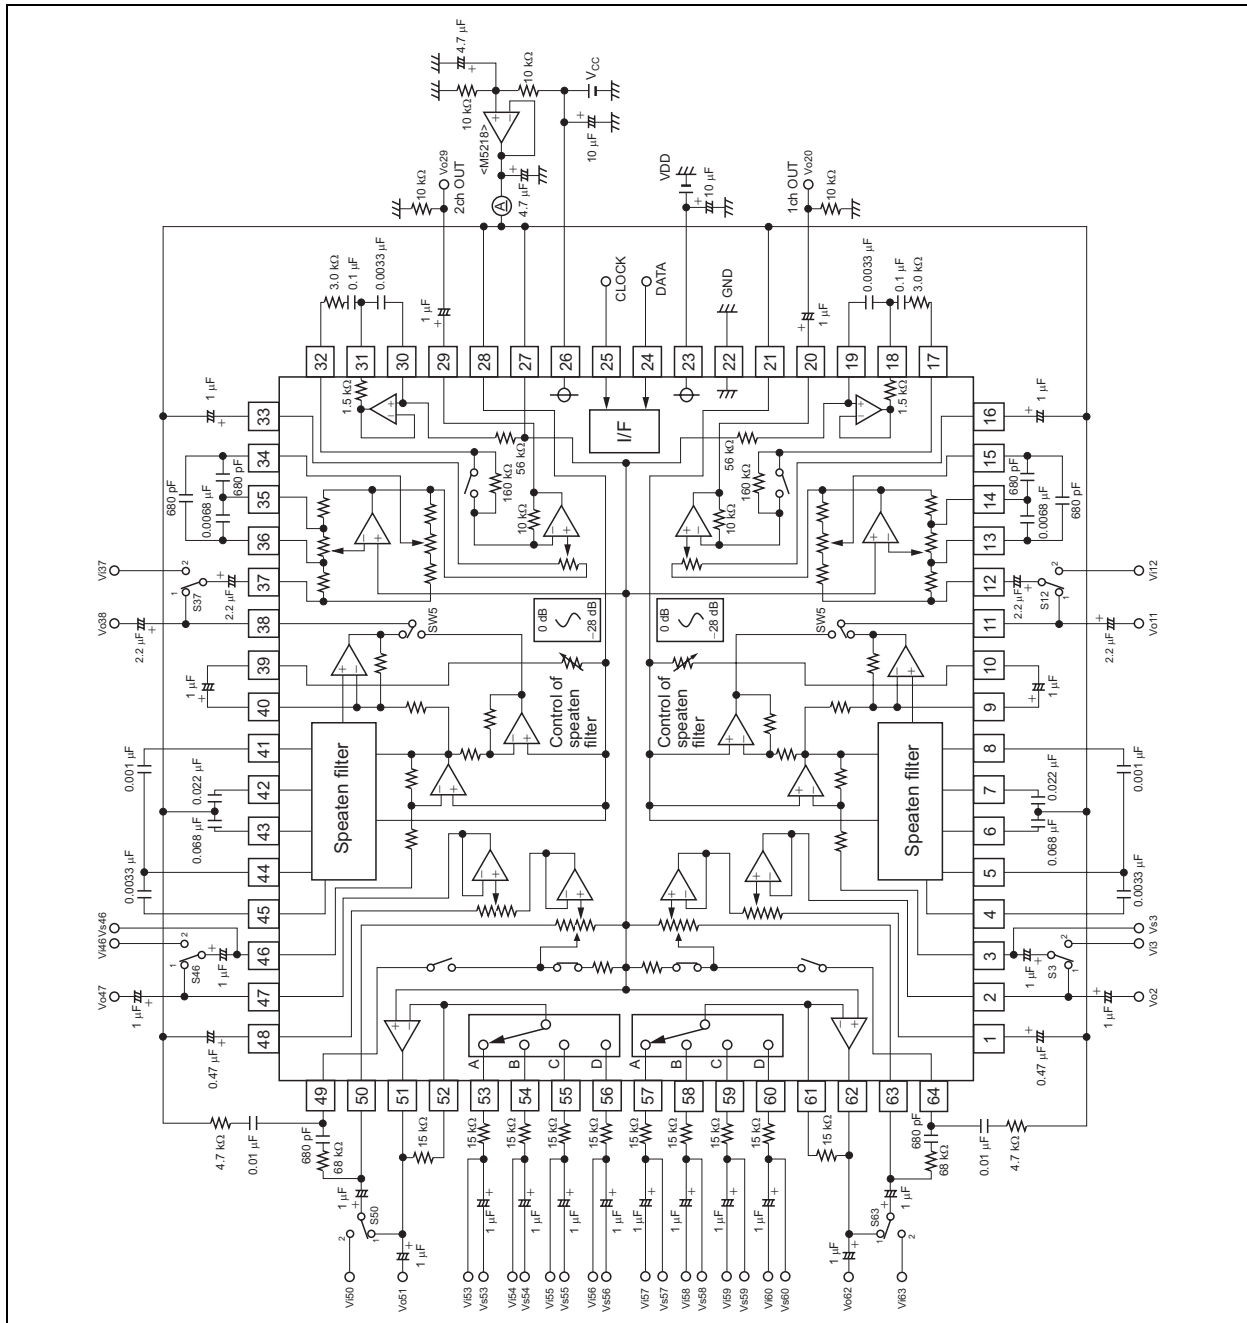 4.7 µF
+
10 kΩ
10 kΩ
VCC
<M5218>
10 µF
+
Vo29
2ch OUT
10 kΩ
A
4.7 µF
+
VDD
10 µF
+
1ch OUT
Vo20
10 kΩ
3.0 kΩ
0.1 µF
0.0033 µF
1 µF
+
CLOCK
DATA
GND
1 µF
+
0.0033 µF
0.1 µF
3.0 kΩ
32
31
30
29
28
27
26
25
24
23
22
21
20
19
18
17
1 µF
+
33
34
35
36
37
38
39
40
41
42
43
44
45
46
47
48
680 pF
680 pF
0.0068 µF
Vi37
2
1
S37
2.2 µF
+
Vo38
2.2 µF
+
1 µF
+
0.001 µF
0.022 µF
0.068 µF
0.0033 µF
Vs46
Vi46
2
1
S46
1 µF
+
Vo47
1 µF
+
0.47 µF
+
1.5 kΩ
56 kΩ
160 kΩ
10 kΩ
I/F
56 kΩ
160 kΩ
10 kΩ
1.5 kΩ
SW5
0 dB
–28 dB
Control of
speaten
filter
Speaten filter
SW5
0 dB
–28 dB
Control of
speaten
filter
Speaten filter
A
B
C
D
A
B
C
D
16
15
14
13
12
11
10
9
8
7
6
5
4
3
2
1
1 µF
+
680 pF
0.0068 µF
680 pF
Vi12
2
1
S12
2.2 µF
+
Vo11
2.2 µF
+
1 µF
+
0.001 µF
0.022 µF
0.068 µF
0.0033 µF
Vs3
Vi3
2
1
S3
1 µF
+
Vo2
1 µF
+
0.47 µF
+
49
50
51
52
53
54
55
56
57
58
59
60
61
62
63
64
4.7 kΩ
0.01 µF
680 pF
68 kΩ
1 µF
+
S50
2
1
1 µF
+
15 kΩ
15 kΩ
15 kΩ
15 kΩ
15 kΩ
15 kΩ
15 kΩ
15 kΩ
15 kΩ
15 kΩ
1 µF
+
1 µF
+
1 µF
+
1 µF
+
1 µF
+
1 µF
+
1 µF
+
1 µF
+
1 µF
+
S63
1
2
1 µF
+
680 pF
68 kΩ
0.01 µF
4.7 kΩ
Vi50
Vo51
Vi53
Vs53
Vi54
Vs54
Vi55
Vs55
Vi56
Vs56
Vi57
Vs57
Vi58
Vs58
Vi59
Vs59
Vi60
Vs60
Vo62
Vi63